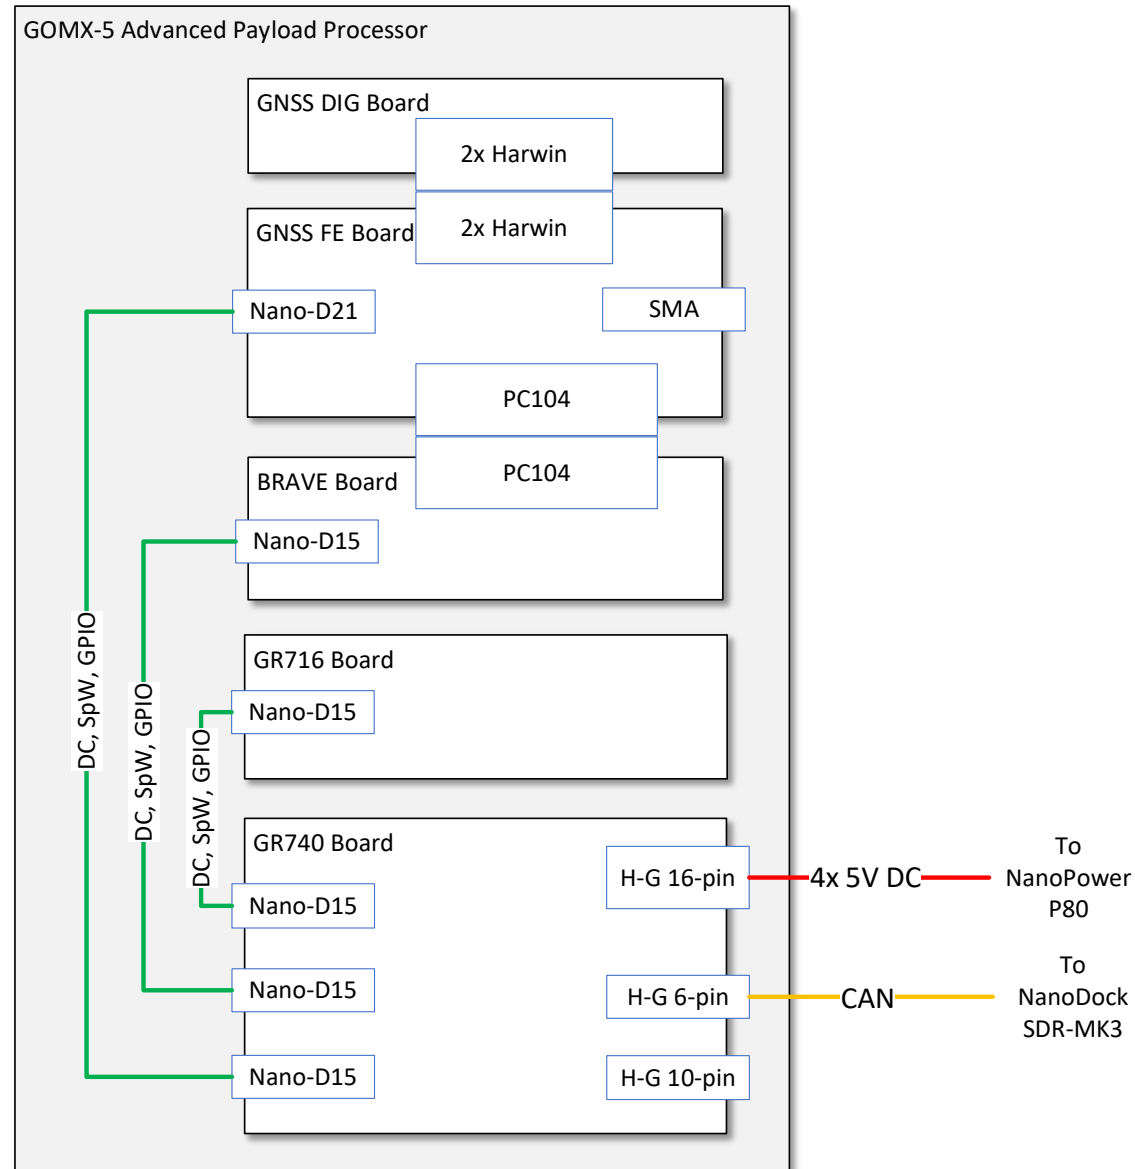 GOMX-5 Advanced Payload Processor
GNSS DIG Board
2x Harwin
GNSS FE Board
2x Harwin
Nano-D21
SMA
PC104
BRAVE Board
PC104
Nano-D15
DC, SpW, GPIO
DC, SpW, GPIO
DC, SpW, GPIO
GR716 Board
Nano-D15
GR740 Board
H-G 16-pin
4x 5V DC
To
NanoPower
P80
Nano-D15
Nano-D15
H-G 6-pin
CAN
To
NanoDock
SDR-MK3
Nano-D15
H-G 10-pin